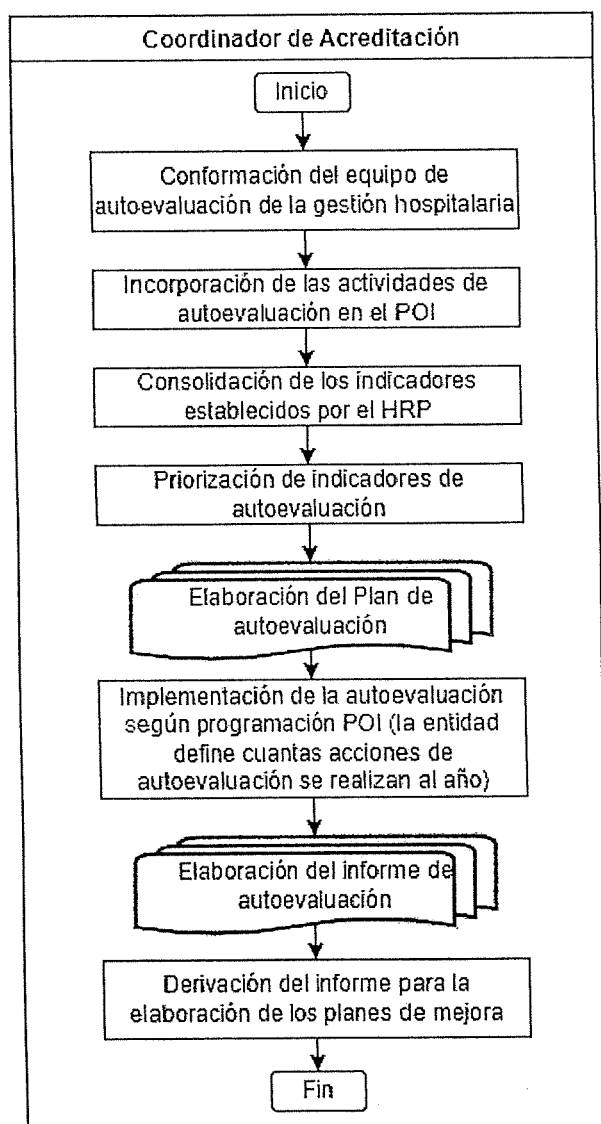 Coordinador de Acreditación
Inicio
Conformación del equipo de
autoevaluación de la gestión hospitalaria
Incorporación de las actividades de
autoevaluación en el POI
Consolidación de los indicadores
establecidos por el HRP
Priorización de indicadores de
autoevaluación
Elaboración del Plan de
autoevaluación
Implementación de la autoevaluación
según programación POI (la entidad
define cuantas acciones de
autoevaluación se realizan al año)
Elaboración del informe de
autoevaluación
Derivación del informe para la
elaboración de los planes de mejora
Fin